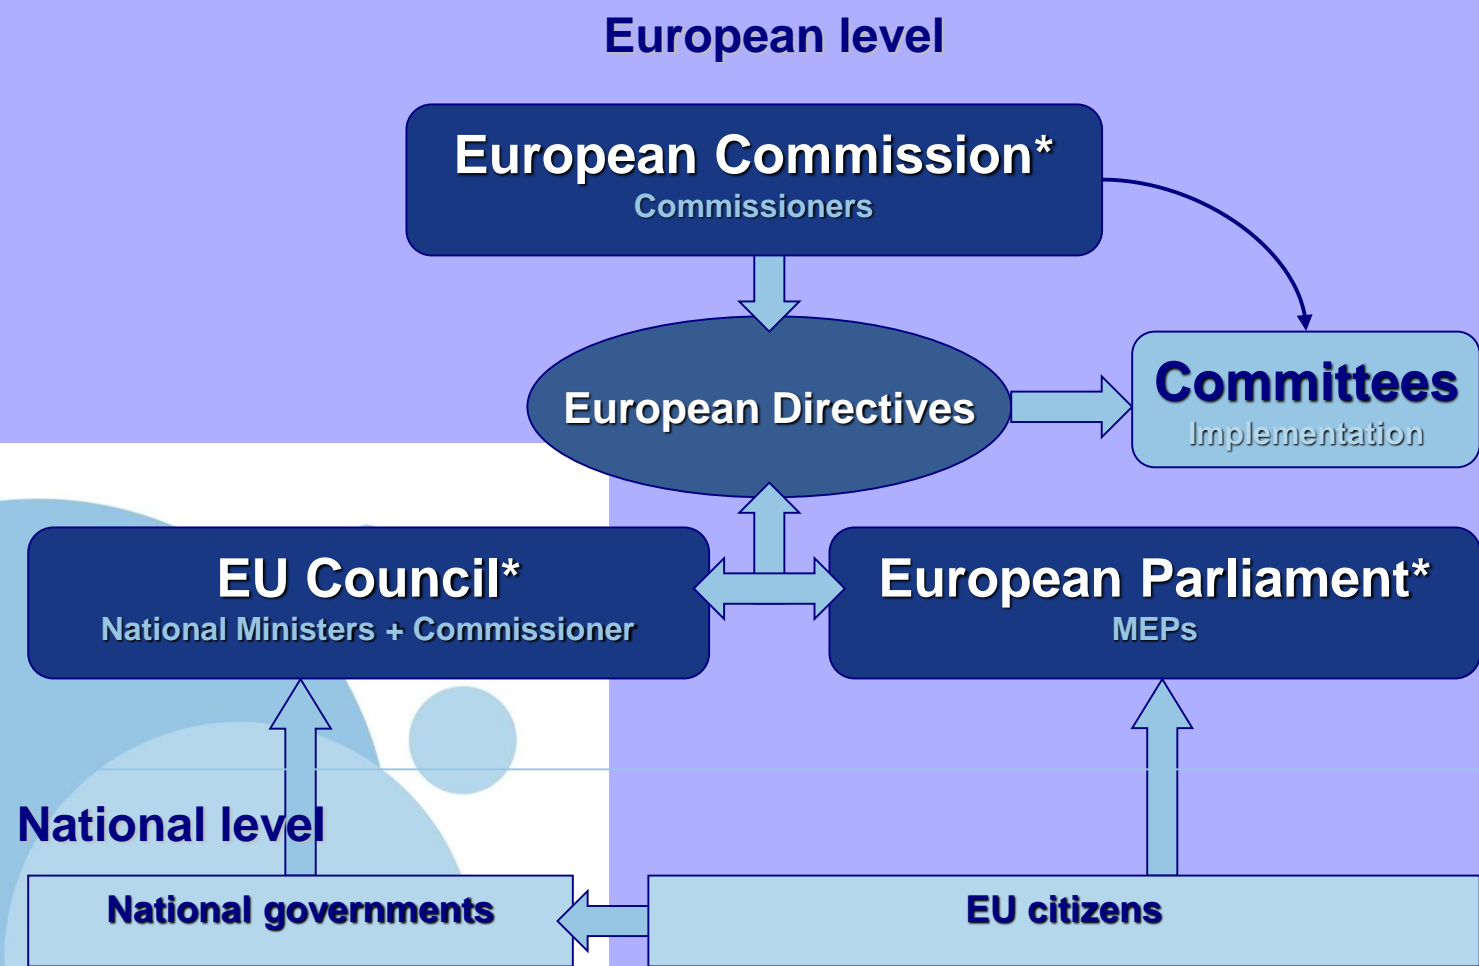 European level
European Commission*
Commissioners
European Directives
Committees
Implementation
EU Council*
National Ministers + Commissioner
European Parliament*
MEPs
National level
National governments
EU citizens